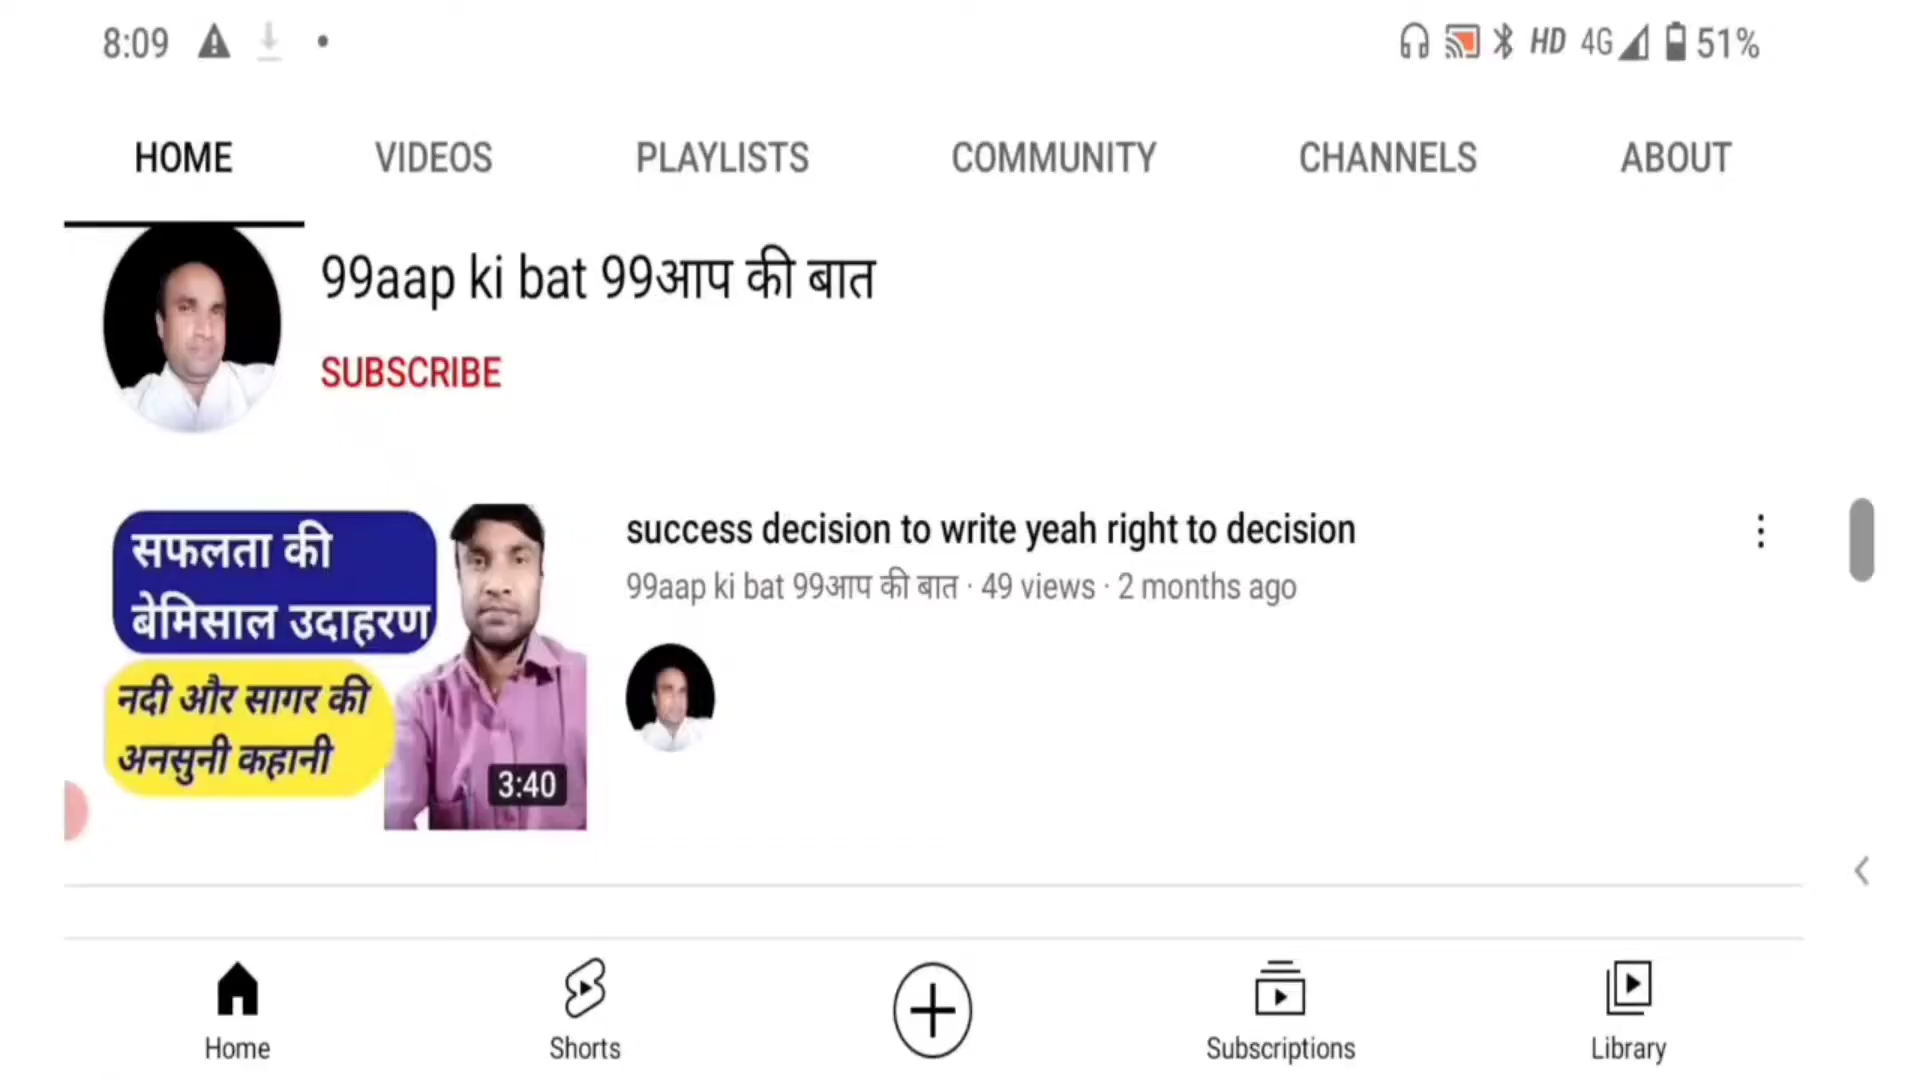 8:09
HD 4G 51%
HOME VIDEOS PLAYLISTS COMMUNITY CHANNELS ABOUT
99aap ki bat 99आप की बात
SUBSCRIBE
सफलता की
बेमिसाल उदाहरण
नदी और सागर की
अनसुनी कहानी
3:40
success decision to write yeah right to decision
99aap ki bat 99आप की बात · 49 views · 2 months ago
Home Shorts Subscriptions Library